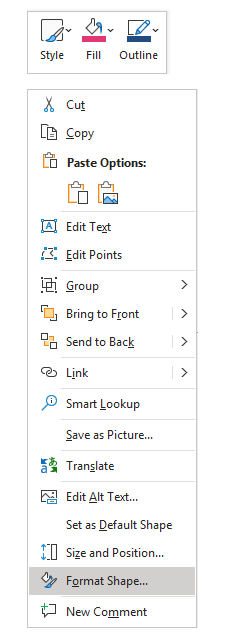 Style Fill Outline
Cut
Copy
Paste Options:
Edit Text
Edit Points
Group
Bring to Front
Send to Back
Link
Smart Lookup
Save as Picture...
Translate
Edit Alt Text...
Set as Default Shape
Size and Position...
Format Shape...
New Comment